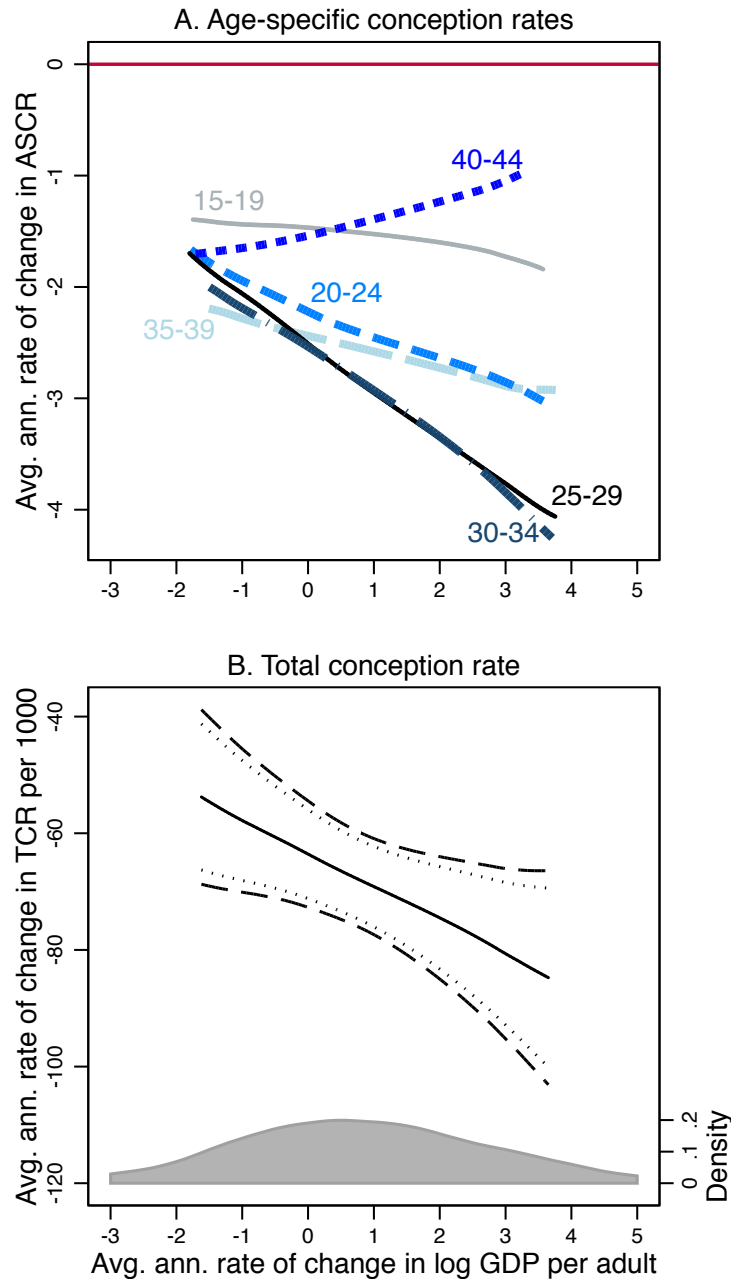 A. Age-specific conception rates
Avg. ann. rate of change in ASCR
0
-1
-2
-3
-4
40-44
15-19
20-24
35-39
25-29
30-34
-3 -2 -1 0 1 2 3 4 5
B. Total conception rate
Avg. ann. rate of change in TCR per 1000
-40
-60
-80
-100
-120
0 .1 .2
Density
-3 -2 -1 0 1 2 3 4 5
Avg. ann. rate of change in log GDP per adult